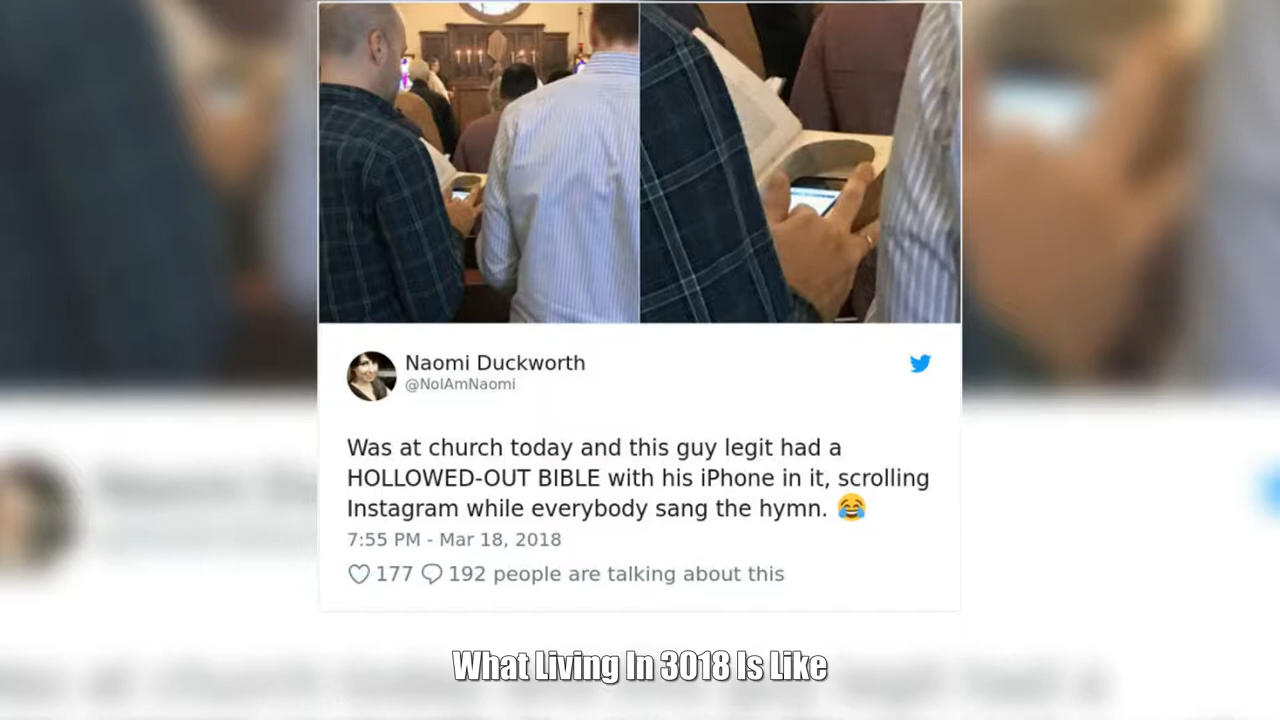 Naomi Duckworth
@NoIAmNaomi
Was at church today and this guy legit had a
HOLLOWED-OUT BIBLE with his iPhone in it, scrolling
Instagram while everybody sang the hymn. 😂
7:55 PM - Mar 18, 2018
177 192 people are talking about this
What Living In 3018 Is Like